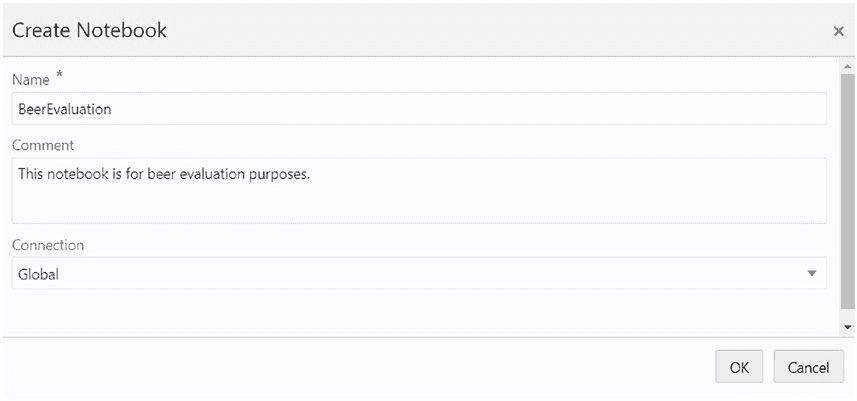 Create Notebook
Name *
BeerEvaluation
Comment
This notebook is for beer evaluation purposes.
Connection
Global
OK Cancel